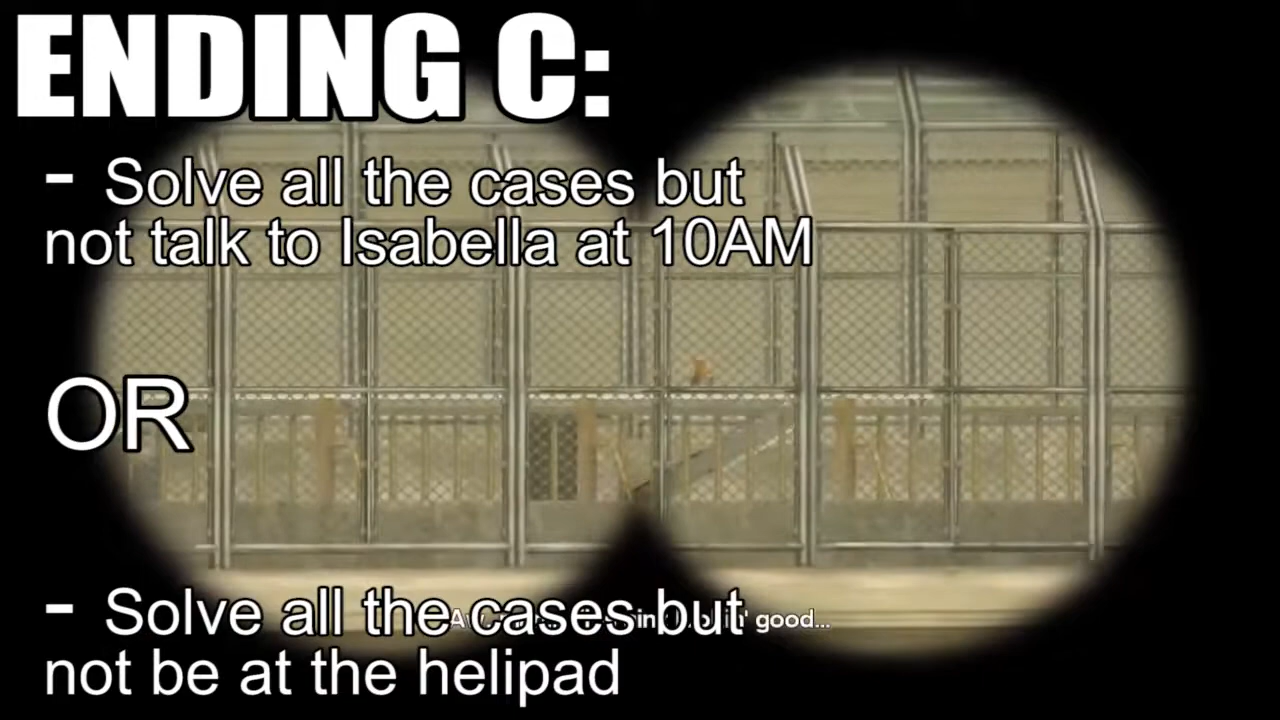 ENDING C:
- Solve all the cases but
not talk to Isabella at 10AM
OR
- Solve all the cases but
good...
not be at the helipad